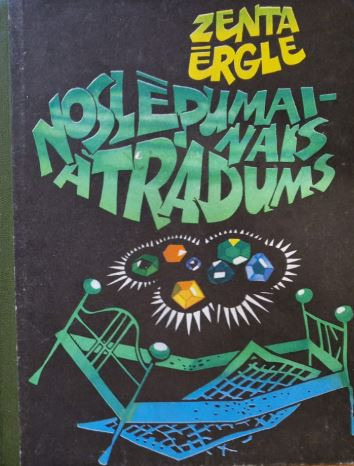 ZENTA
ĒRGLE
NOSLĒPUMAI-
NAIS
ATRADUMS